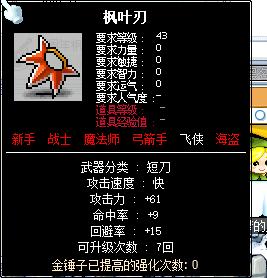 枫叶刃
要求等级: 43
要求力量: 0
要求敏捷: -
要求智力: -
要求运气: -
要求人气度: -
道具等级: -
道具经验值: -
新手 战士 魔法师 弓箭手 飞侠 海盗
武器分类 : 短刀
攻击速度 : 快
攻击力 : +61
命中率 : +9
回避率 : +15
可升级次数 : 7回
金锤子已提高的强化次数: 0